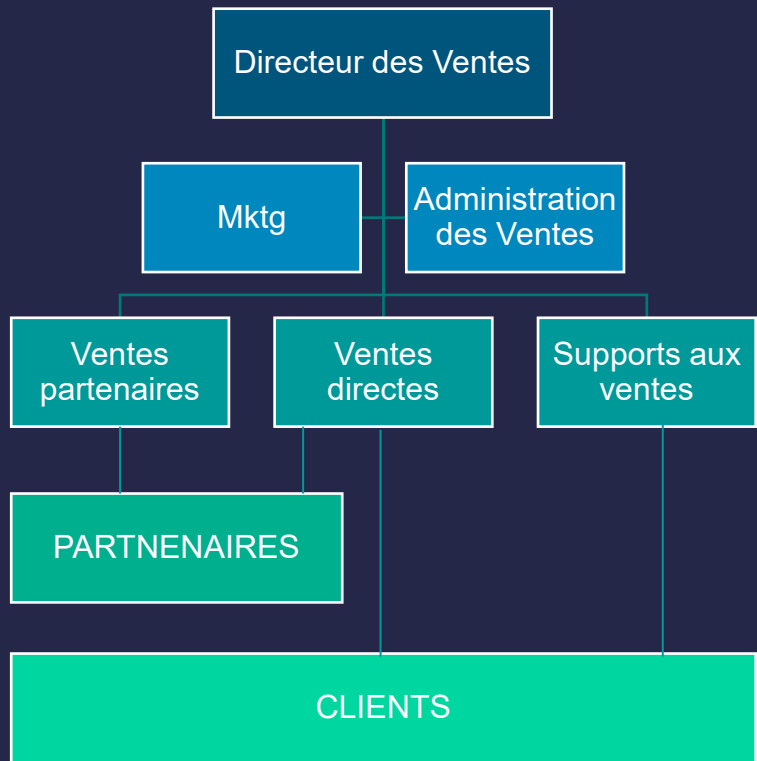 Directeur des Ventes
Mktg
Administration
des Ventes
Ventes
partenaires
Ventes
directes
Supports aux
ventes
PARTNENAIRES
CLIENTS